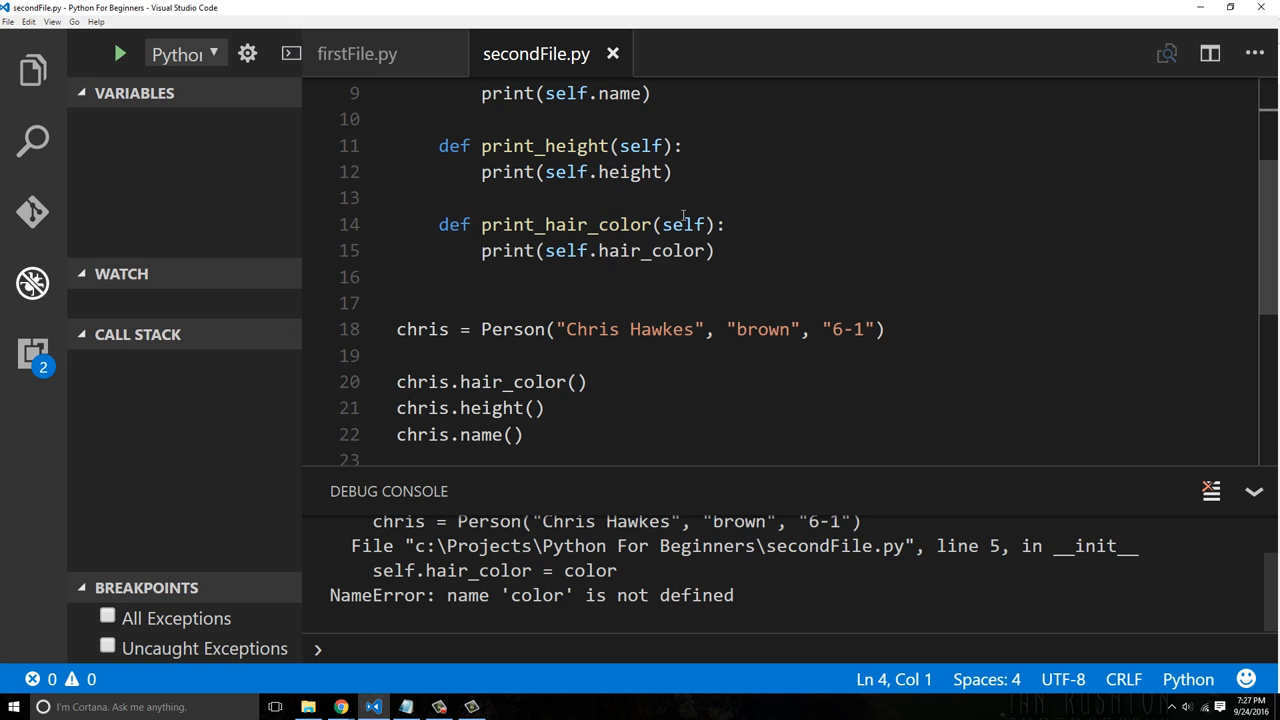 secondFile.py - Python For Beginners - Visual Studio Code
File Edit View Go Help
Python firstFile.py secondFile.py
VARIABLES
WATCH
CALL STACK
2
BREAKPOINTS
All Exceptions
Uncaught Exceptions
9 print(self.name)
10
11 def print_height(self):
12 print(self.height)
13
14 def print_hair_color(self):
15 print(self.hair_color)
16
17
18 chris = Person("Chris Hawkes", "brown", "6-1")
19
20 chris.hair_color()
21 chris.height()
22 chris.name()
23
DEBUG CONSOLE
chris = Person("Chris Hawkes", "brown", "6-1")
File "c:\Projects\Python For Beginners\secondFile.py", line 5, in __init__
self.hair_color = color
NameError: name 'color' is not defined
0 0 Ln 4, Col 1 Spaces: 4 UTF-8 CRLF Python
I'm Cortana. Ask me anything.
7:27 PM
9/24/2016